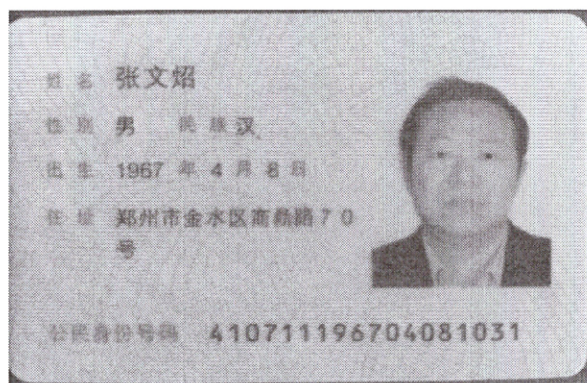 姓名 张文炤
性别 男 民族 汉
出生 1967 年 4 月 8 日
住址 郑州市金水区商鼎路70
号
公民身份号码 410711196704081031